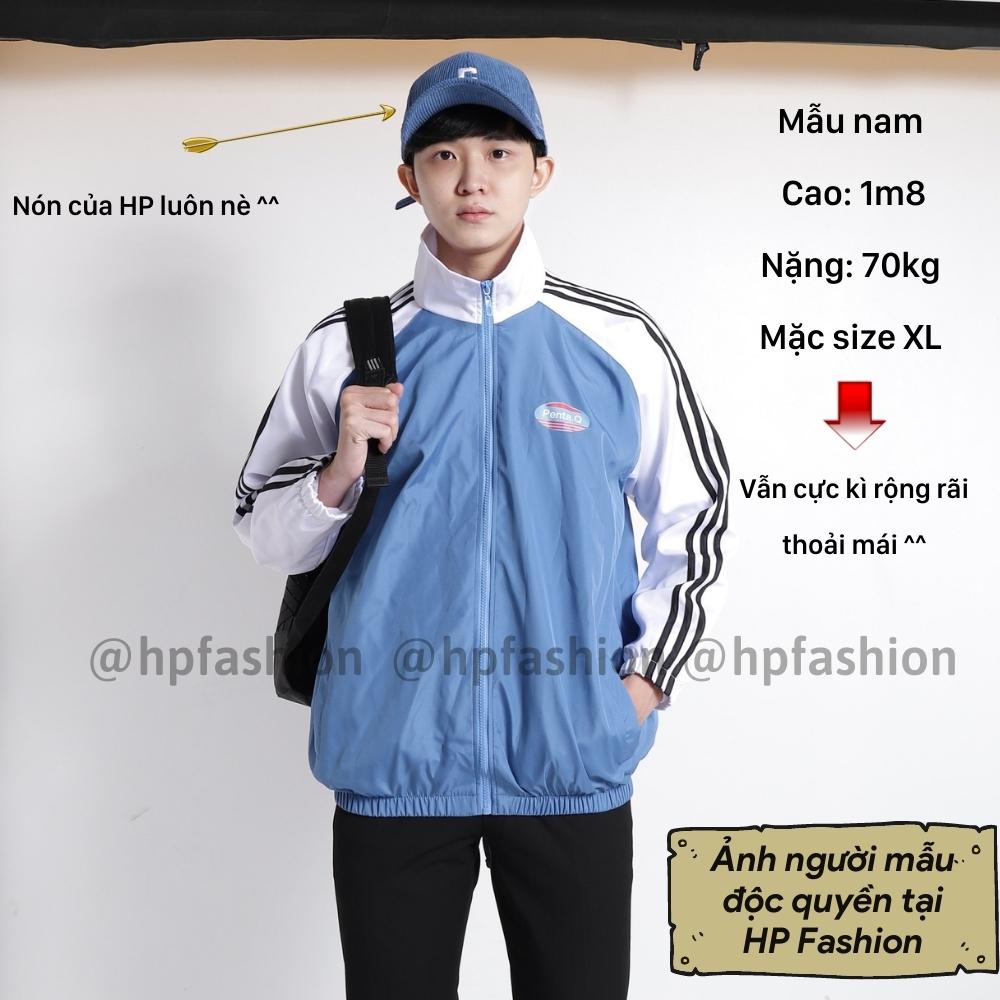 Mẫu nam
Cao: 1m8
Nón của HP luôn nè ^^
Nặng: 70kg
Mặc size XL
Penta.Q
Vẫn cực kì rộng rãi
thoải mái ^^
@hpfashion @hpfashion @hpfashion
Ảnh người mẫu
độc quyền tại
HP Fashion